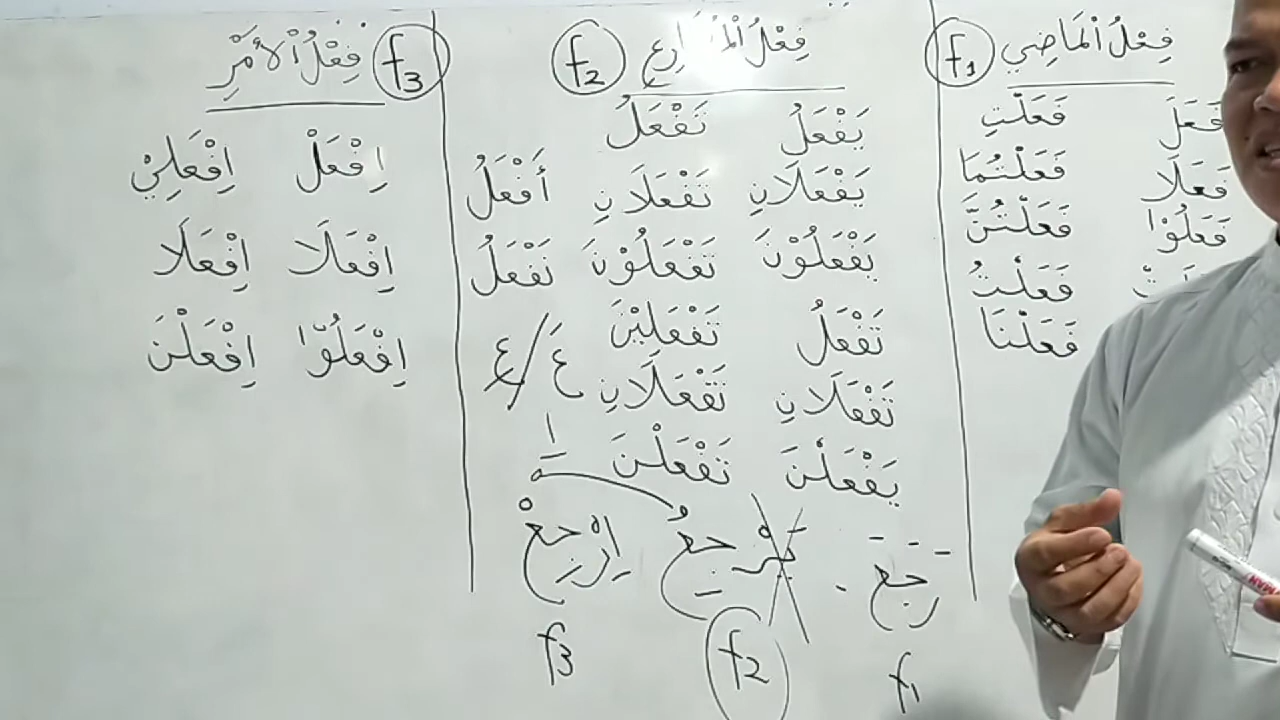 فِعْلُ الْمَاضِي f1
فَعَلَ فَعَلْتِ
فَعَلَا فَعَلْتُمَا
فَعَلُوْا فَعَلْتُنَّ
فَعَلْتُ
فَعَلْنَا
فِعْلُ f2
يَفْعَلُ تَفْعَلُ
يَفْعَلَانِ تَفْعَلَانِ أَفْعَلُ
يَفْعَلُوْنَ تَفْعَلُوْنَ نَفْعَلُ
تَفْعَلُ تَفْعَلِيْنَ ع / ع
تَفْعَلَانِ تَفْعَلَانِ
يَفْعَلْنَ تَفْعَلْنَ
فِعْلُ الْأَمْرِ f3
اِفْعَلْ اِفْعَلِيْ
اِفْعَلَا اِفْعَلَا
اِفْعَلُوْا اِفْعَلْنَ
رَجَعَ يَرْجِعُ اِرْجِعْ
f1 f2 f3